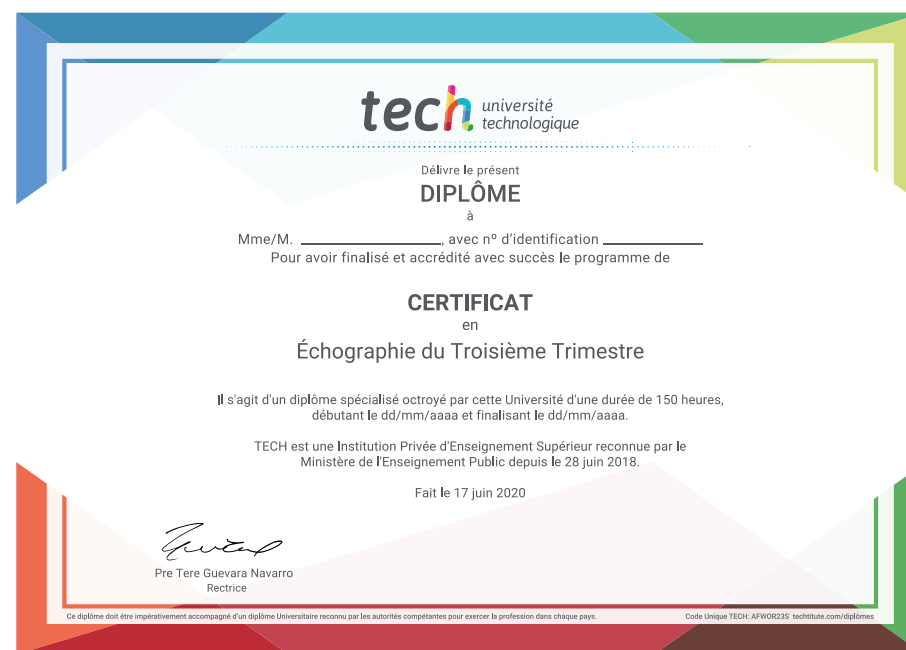 tech université
technologique
Délivre le présent
DIPLÔME
à
Mme/M. ____________________, avec nº d'identification ______________
Pour avoir finalisé et accrédité avec succès le programme de
CERTIFICAT
en
Échographie du Troisième Trimestre
Il s'agit d'un diplôme spécialisé octroyé par cette Université d'une durée de 150 heures,
débutant le dd/mm/aaaa et finalisant le dd/mm/aaaa.
TECH est une Institution Privée d'Enseignement Supérieur reconnue par le
Ministère de l'Enseignement Public depuis le 28 juin 2018.
Fait le 17 juin 2020
Pre Tere Guevara Navarro
Rectrice
Ce diplôme doit être impérativement accompagné d'un diplôme Universitaire reconnu par les autorités compétantes pour exercer la profession dans chaque pays.
Code Unique TECH: AFWOR23S techtitute.com/diplômes